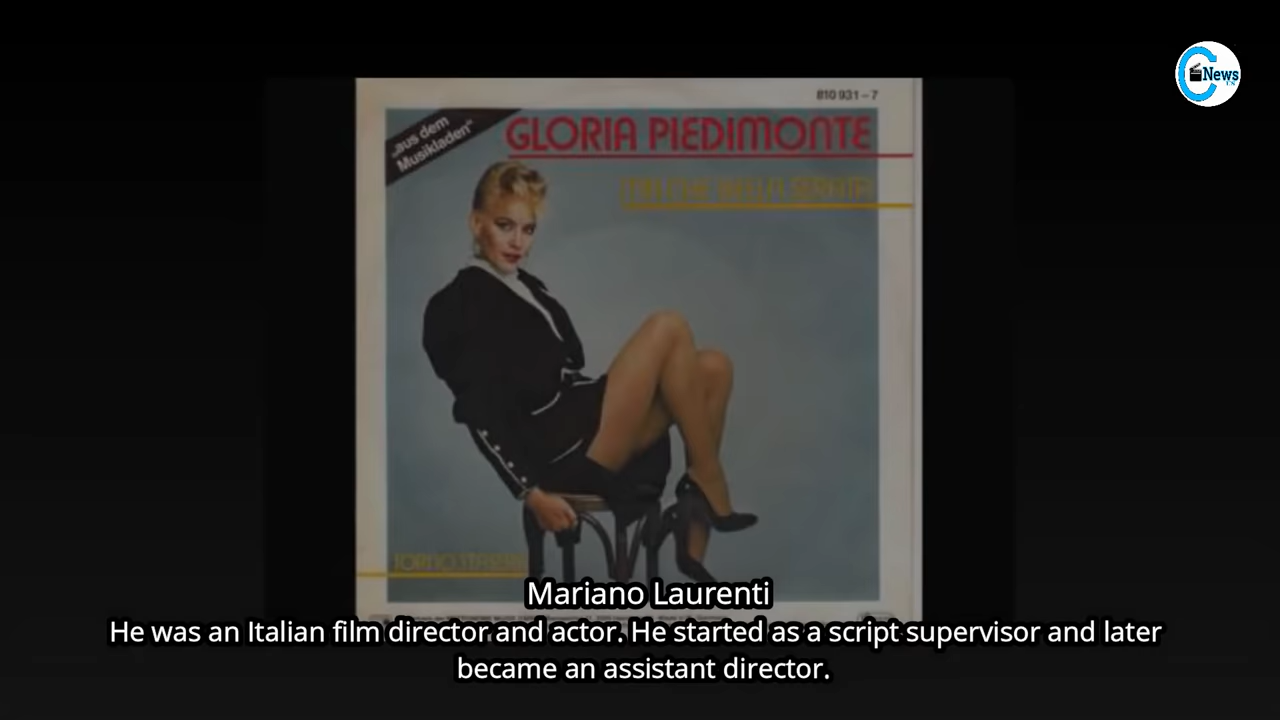 CNews
810 931 – 7
„aus dem
Musikladen“
GLORIA PIEDIMONTE
Mariano Laurenti
He was an Italian film director and actor. He started as a script supervisor and later
became an assistant director.